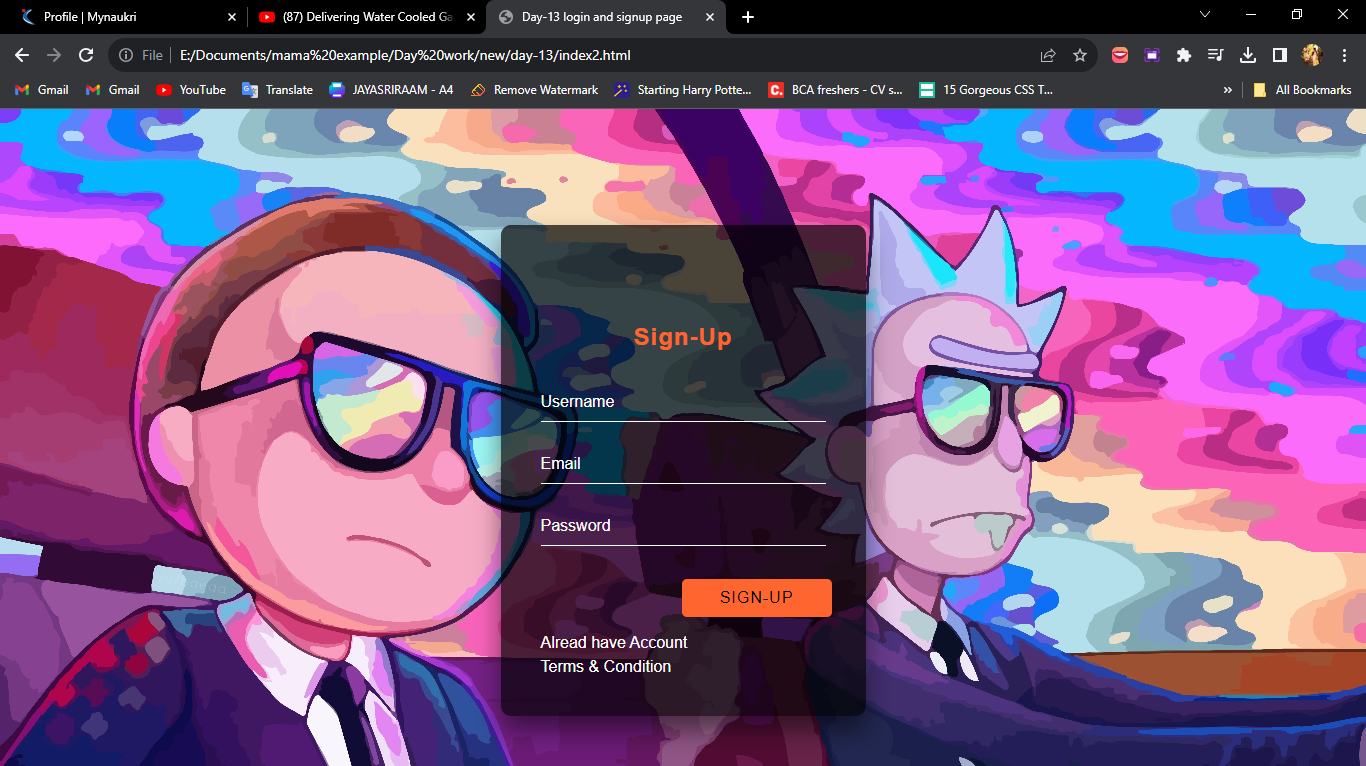 Profile | Mynaukri
(87) Delivering Water Cooled Ga
Day-13 login and signup page
File
E:/Documents/mama%20example/Day%20work/new/day-13/index2.html
Gmail
Gmail
YouTube
Translate
JAYASRIRAAM - A4
Remove Watermark
Starting Harry Potte...
BCA freshers - CV s...
15 Gorgeous CSS T...
»
All Bookmarks
Sign-Up
Username
Email
Password
SIGN-UP
Alread have Account
Terms & Condition